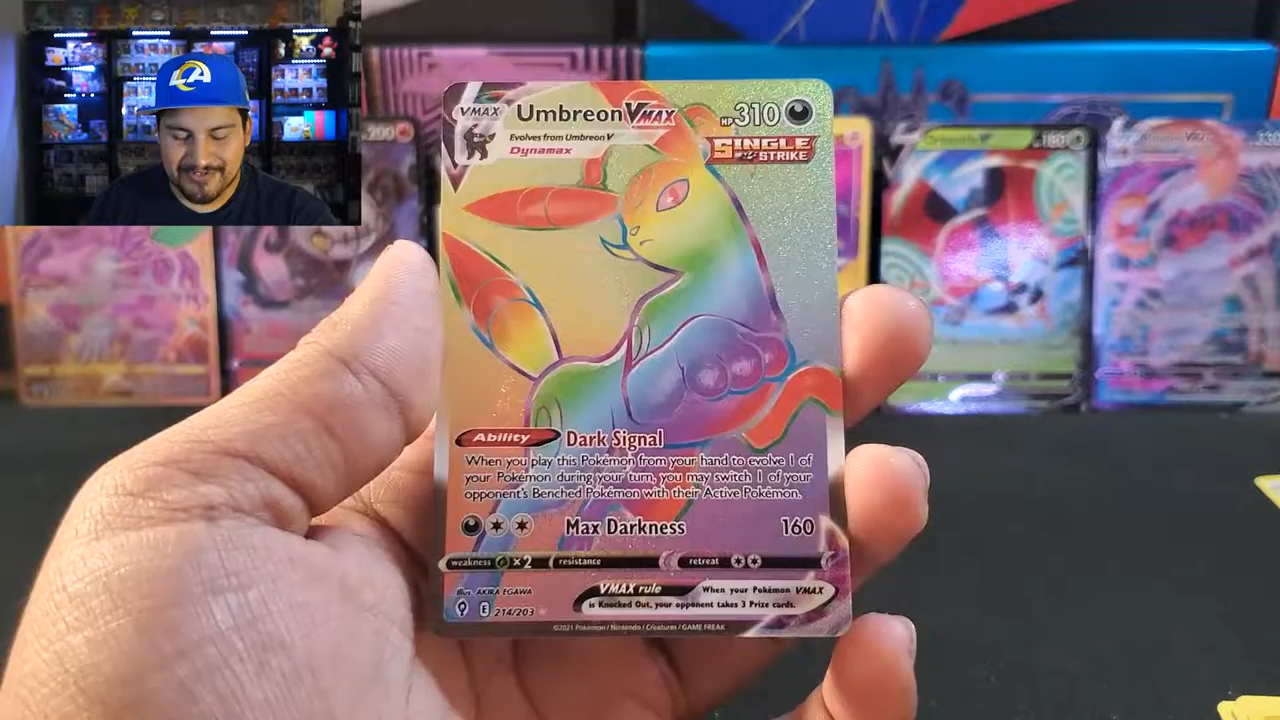 LA
200
VMAX Umbreon VMAX HP 310
Evolves from Umbreon V
Dynamax
SINGLE STRIKE
180
330
Ability Dark Signal
When you play this Pokémon from your hand to evolve 1 of
your Pokémon during your turn, you may switch 1 of your
opponent's Benched Pokémon with their Active Pokémon.
Max Darkness 160
weakness ×2 resistance retreat
Illus. AKIRA EGAWA
VMAX rule When your Pokémon VMAX
is Knocked Out, your opponent takes 3 Prize cards.
E 214/203
©2021 Pokémon / Nintendo / Creatures / GAME FREAK